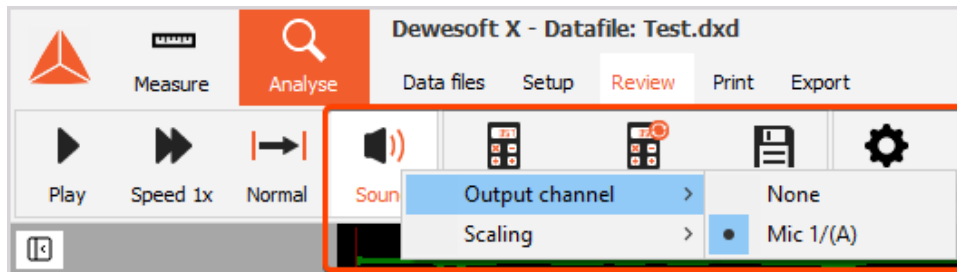 Dewesoft X - Datafile: Test.dxd
Measure
Analyse
Data files
Setup
Review
Print
Export
Play
Speed 1x
Normal
Output channel
None
Scaling
Mic 1/(A)